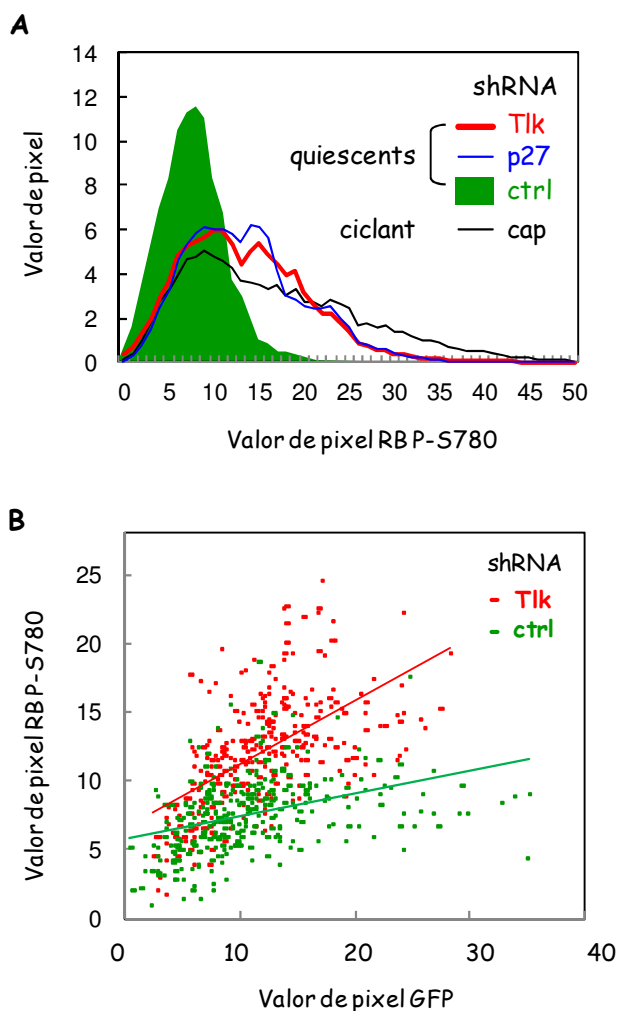 A
14
12
10
8
6
4
2
0
Valor de pixel
shRNA
Tlk
p27
ctrl
quiescents
ciclant
cap
0 5 10 15 20 25 30 35 40 45 50
Valor de pixel RBP-S780
B
25
20
15
10
5
0
Valor de pixel RBP-S780
shRNA
Tlk
ctrl
0 10 20 30 40
Valor de pixel GFP